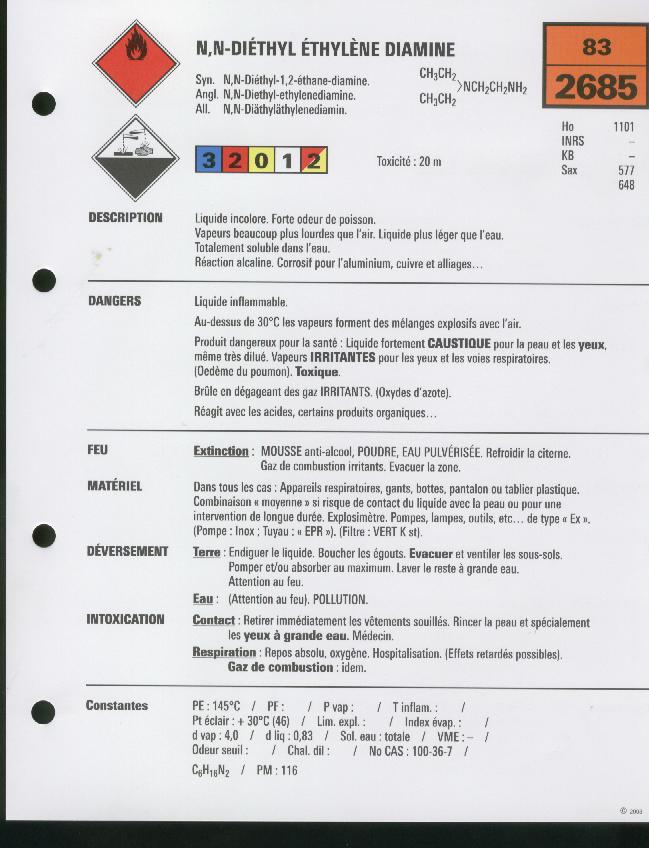 N,N-DIÉTHYL ÉTHYLÈNE DIAMINE
Syn. N,N-Diéthyl-1,2-éthane-diamine.
Angl. N,N-Diethyl-ethylenediamine.
All. N,N-Diäthyläthylenediamin.
CH3CH2
CH3CH2
>NCH2CH2NH2
83
2685
Ho 1101
INRS –
KB –
Sax 577
648
3 2 0 1 2
Toxicité : 20 m
DESCRIPTION
Liquide incolore. Forte odeur de poisson.
Vapeurs beaucoup plus lourdes que l'air. Liquide plus léger que l'eau.
Totalement soluble dans l'eau.
Réaction alcaline. Corrosif pour l'aluminium, cuivre et alliages…
DANGERS
Liquide inflammable.
Au-dessus de 30°C les vapeurs forment des mélanges explosifs avec l'air.
Produit dangereux pour la santé : Liquide fortement CAUSTIQUE pour la peau et les yeux,
même très dilué. Vapeurs IRRITANTES pour les yeux et les voies respiratoires.
(Oedème du poumon). Toxique.
Brûle en dégageant des gaz IRRITANTS. (Oxydes d'azote).
Réagit avec les acides, certains produits organiques…
FEU
Extinction : MOUSSE anti-alcool, POUDRE, EAU PULVÉRISÉE. Refroidir la citerne.
Gaz de combustion irritants. Evacuer la zone.
MATÉRIEL
Dans tous les cas : Appareils respiratoires, gants, bottes, pantalon ou tablier plastique.
Combinaison « moyenne » si risque de contact du liquide avec la peau ou pour une
intervention de longue durée. Explosimètre. Pompes, lampes, outils, etc… de type « Ex ».
(Pompe : Inox ; Tuyau : « EPR »). (Filtre : VERT K st).
DÉVERSEMENT
Terre : Endiguer le liquide. Boucher les égouts. Evacuer et ventiler les sous-sols.
Pomper et/ou absorber au maximum. Laver le reste à grande eau.
Attention au feu.
Eau : (Attention au feu). POLLUTION.
INTOXICATION
Contact : Retirer immédiatement les vêtements souillés. Rincer la peau et spécialement
les yeux à grande eau. Médecin.
Respiration : Repos absolu, oxygène. Hospitalisation. (Effets retardés possibles).
Gaz de combustion : idem.
Constantes
PE : 145°C / PF : / P vap : / T inflam. : /
Pt éclair : + 30°C (46) / Lim. expl. : / Index évap. : /
d vap : 4,0 / d liq : 0,83 / Sol. eau : totale / VME : – /
Odeur seuil : / Chal. dil : / No CAS : 100-36-7 /
C6H16N2 / PM : 116
© 2003